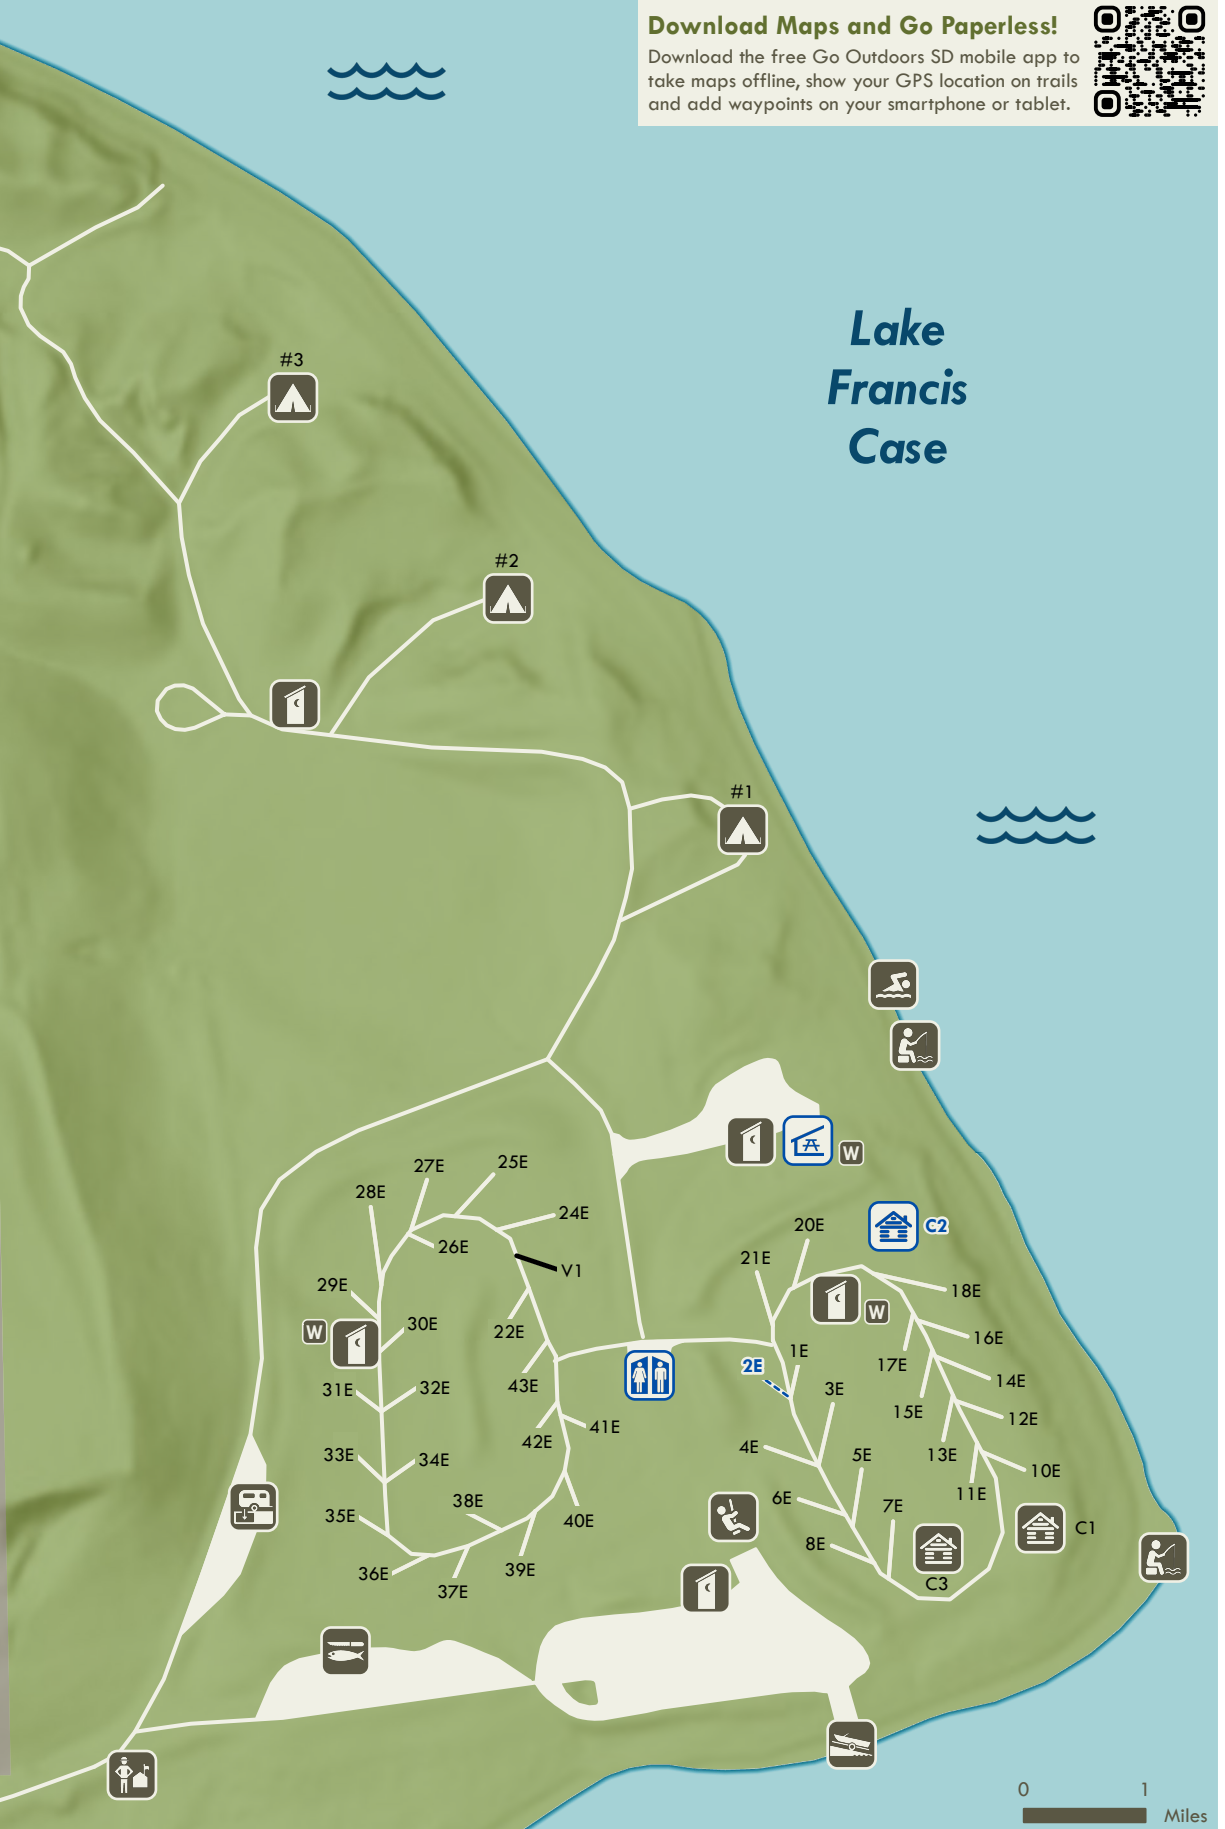 Download Maps and Go Paperless!
Download the free Go Outdoors SD mobile app to
take maps offline, show your GPS location on trails
and add waypoints on your smartphone or tablet.
Lake
Francis
Case
#3
#2
#1
W
27E
25E
28E
24E
26E
V1
29E
W
30E
22E
31E
32E
43E
42E
41E
33E
34E
35E
38E
40E
36E
37E
39E
20E
C2
21E
18E
W
16E
1E
17E
2E
14E
3E
15E
12E
4E
5E
13E
10E
6E
7E
11E
8E
C1
C3
0 1
Miles